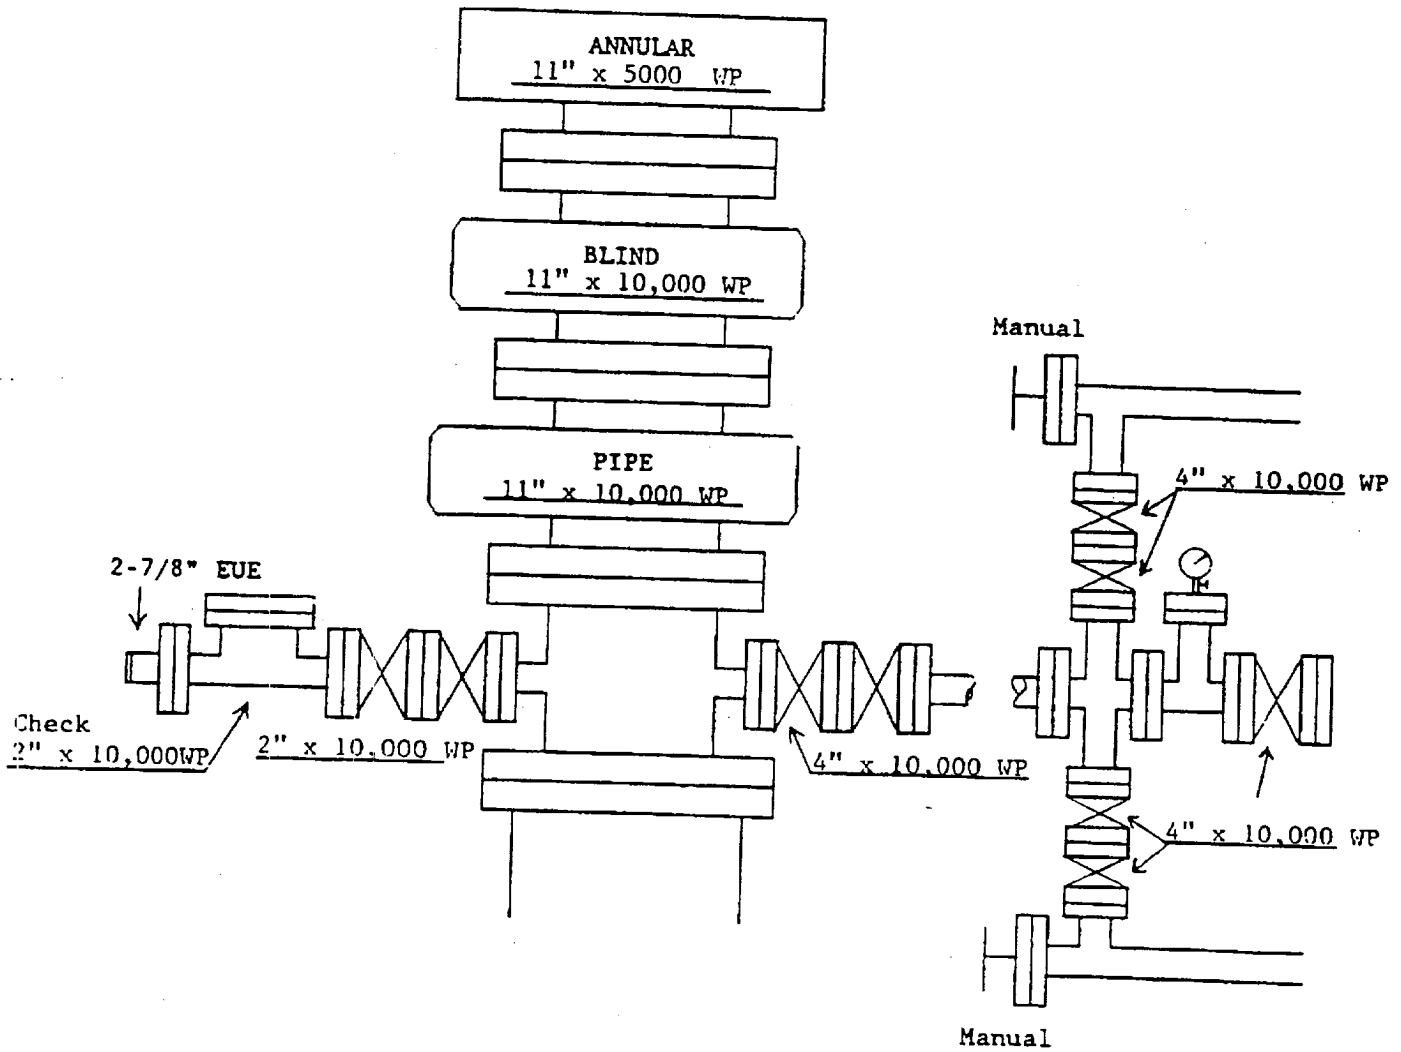 ANNULAR
11" x 5000 WP
BLIND
11" x 10,000 WP
Manual
PIPE
11" x 10,000 WP
4" x 10,000 WP
2-7/8" EUE
Check
2" x 10,000WP
2" x 10,000 WP
4" x 10,000 WP
4" x 10,000 WP
Manual